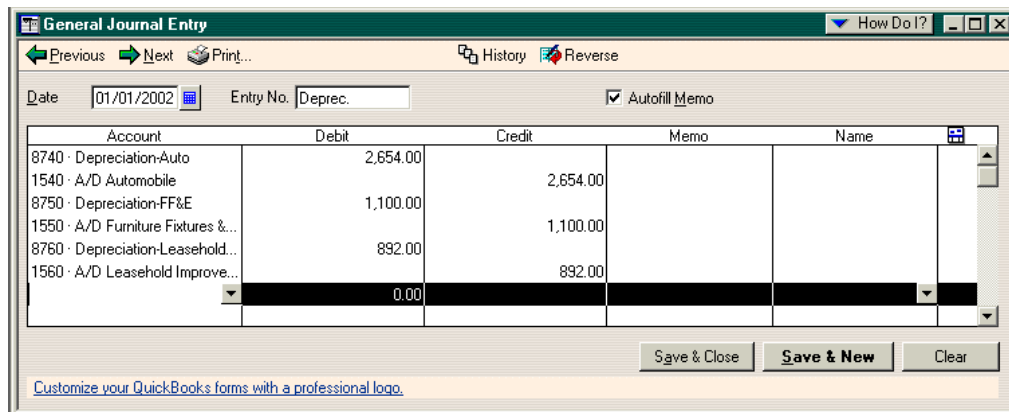 General Journal Entry How Do I?
Previous Next Print... History Reverse
Date 01/01/2002 Entry No. Deprec. Autofill Memo
Account Debit Credit Memo Name
8740 · Depreciation-Auto 2,654.00
1540 · A/D Automobile 2,654.00
8750 · Depreciation-FF&E 1,100.00
1550 · A/D Furniture Fixtures &... 1,100.00
8760 · Depreciation-Leasehold... 892.00
1560 · A/D Leasehold Improve... 892.00
0.00
Save & Close Save & New Clear
Customize your QuickBooks forms with a professional logo.